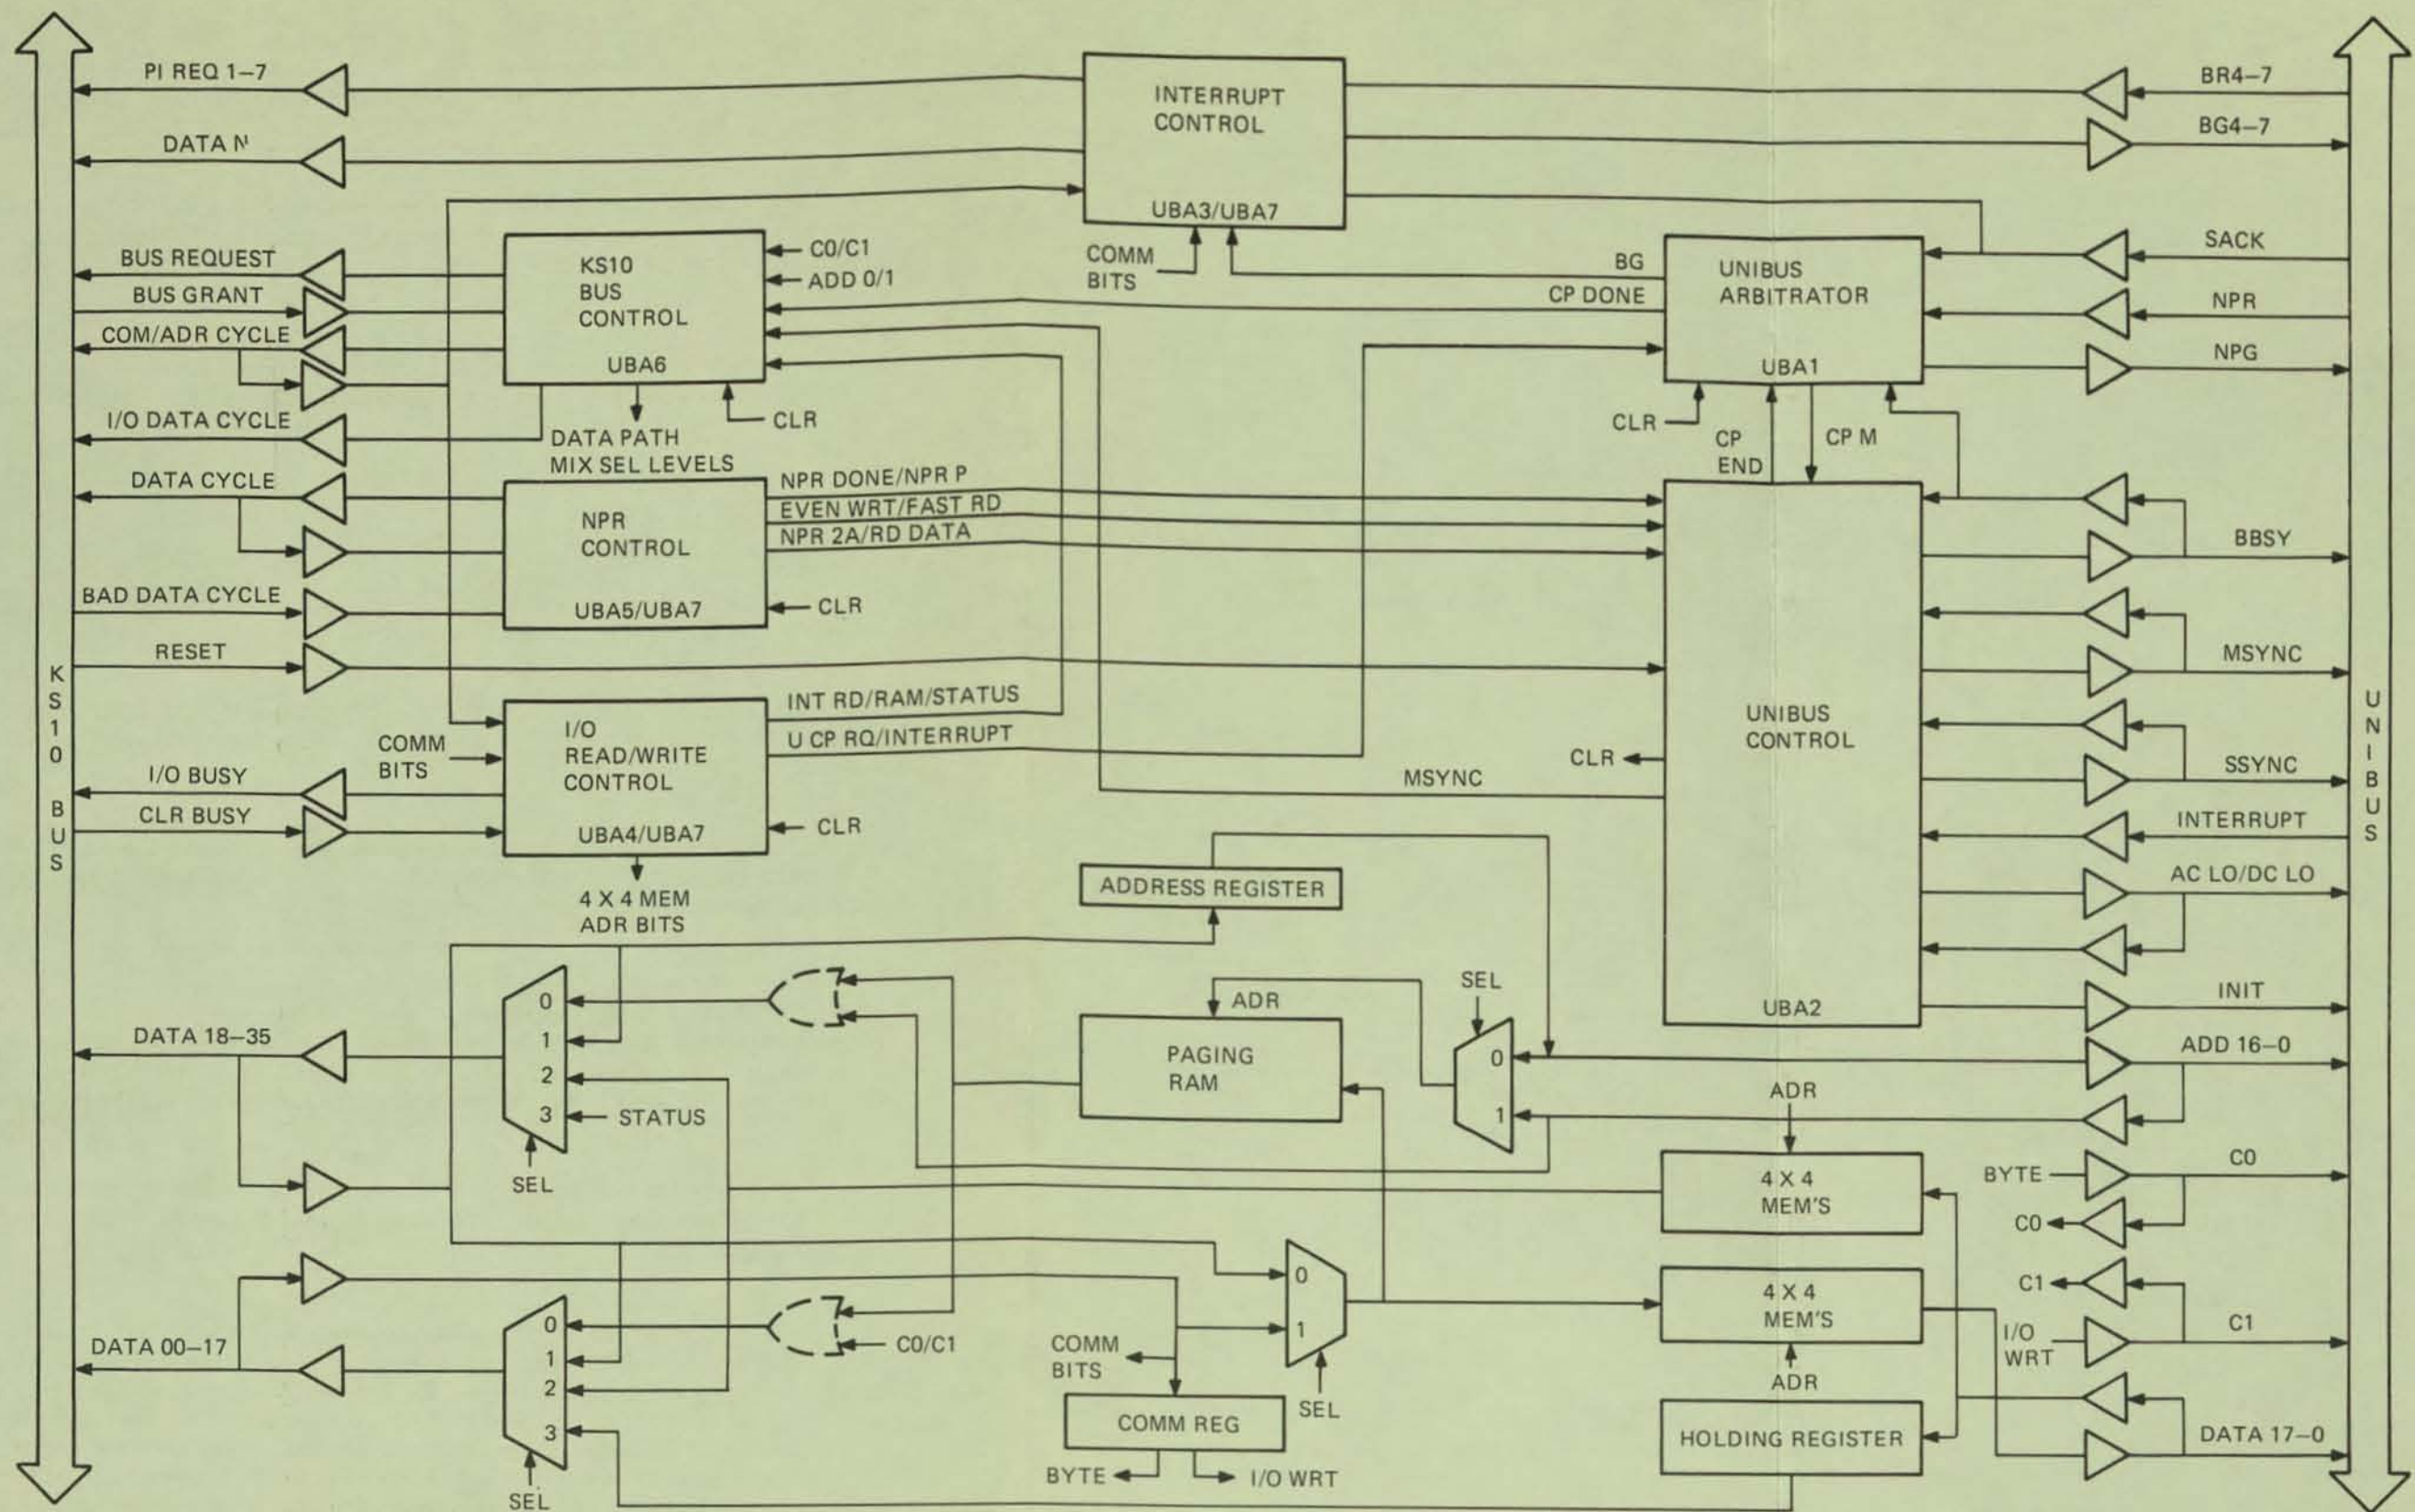 PI REQ 1–7
DATA N
BUS REQUEST
BUS GRANT
COM/ADR CYCLE
I/O DATA CYCLE
DATA CYCLE
BAD DATA CYCLE
RESET
I/O BUSY
CLR BUSY
DATA 18–35
DATA 00–17
KS10 BUS
INTERRUPT
CONTROL
UBA3/UBA7
COMM
BITS
KS10
BUS
CONTROL
UBA6
C0/C1
ADD 0/1
CLR
DATA PATH
MIX SEL LEVELS
NPR
CONTROL
UBA5/UBA7
NPR DONE/NPR P
EVEN WRT/FAST RD
NPR 2A/RD DATA
CLR
COMM
BITS
I/O
READ/WRITE
CONTROL
UBA4/UBA7
INT RD/RAM/STATUS
U CP RQ/INTERRUPT
CLR
4 X 4 MEM
ADR BITS
BG
CP DONE
UNIBUS
ARBITRATOR
UBA1
CLR
CP
END
CP M
UNIBUS
CONTROL
UBA2
CLR
MSYNC
ADDRESS REGISTER
0
1
2
3
STATUS
SEL
ADR
PAGING
RAM
SEL
0
1
ADR
4 X 4
MEM'S
4 X 4
MEM'S
ADR
HOLDING REGISTER
0
1
2
3
SEL
C0/C1
0
1
SEL
COMM
BITS
COMM REG
BYTE
I/O WRT
BR4–7
BG4–7
SACK
NPR
NPG
BBSY
MSYNC
SSYNC
INTERRUPT
AC LO/DC LO
INIT
ADD 16–0
BYTE
C0
C0
C1
C1
I/O
WRT
DATA 17–0
UNIBUS